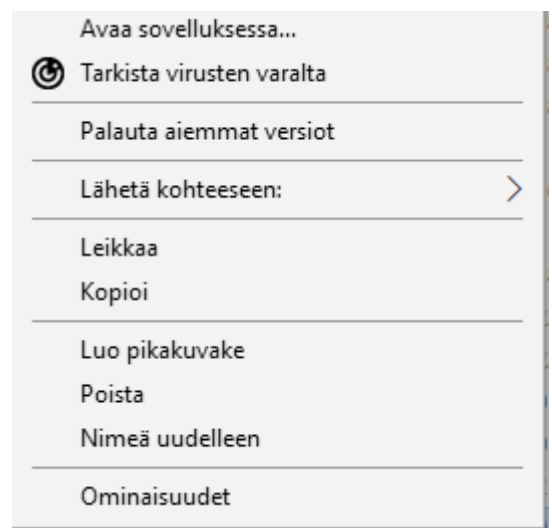 Avaa sovelluksessa...
Tarkista virusten varalta
Palauta aiemmat versiot
Lähetä kohteeseen:
Leikkaa
Kopioi
Luo pikakuvake
Poista
Nimeä uudelleen
Ominaisuudet